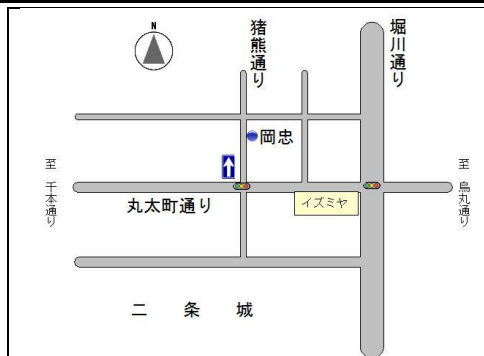 N
猪熊通り
堀川通り
岡忠
至 千本通り
至 烏丸通り
丸太町通り
イズミヤ
二条城